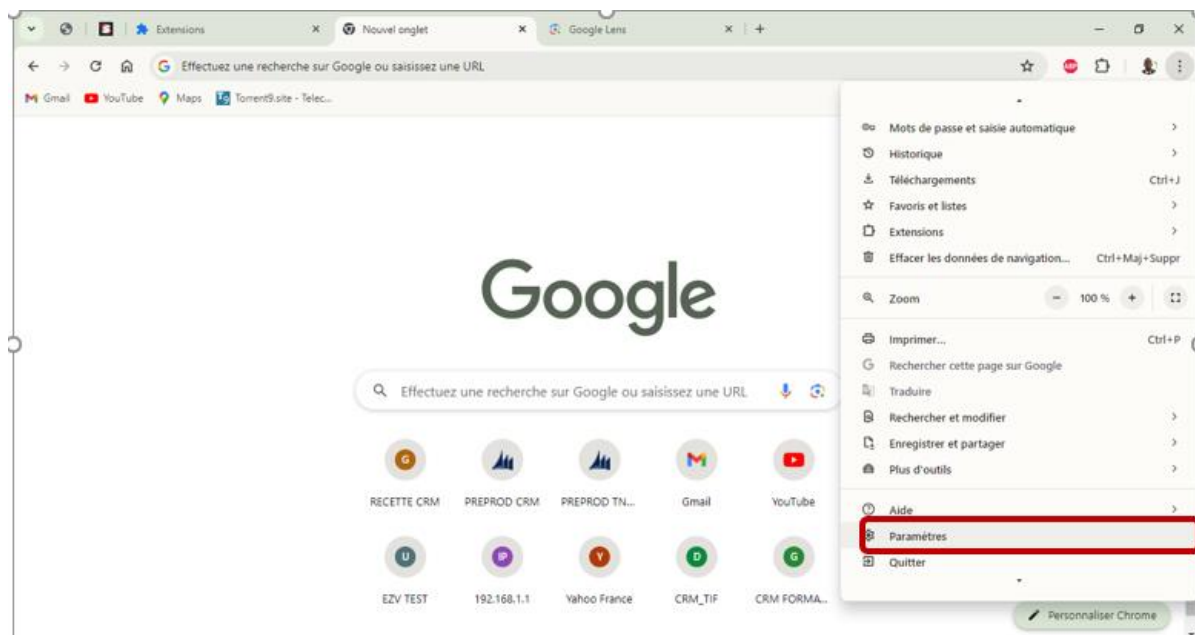 Extensions
Nouvel onglet
Google Lens
Effectuez une recherche sur Google ou saisissez une URL
ABP
Gmail
YouTube
Maps
Torrent9.site - Telec...
Mots de passe et saisie automatique
Historique
Téléchargements Ctrl+J
Favoris et listes
Extensions
Effacer les données de navigation... Ctrl+Maj+Suppr
Zoom - 100 % +
Imprimer... Ctrl+P
Rechercher cette page sur Google
Traduire
Rechercher et modifier
Enregistrer et partager
Plus d'outils
Aide
Paramètres
Quitter
Google
Effectuez une recherche sur Google ou saisissez une URL
G
RECETTE CRM
PREPROD CRM
PREPROD TN...
Gmail
YouTube
U
IP
Y
D
G
EZV TEST
192.168.1.1
Yahoo France
CRM_TIF
CRM FORMA...
Personnaliser Chrome